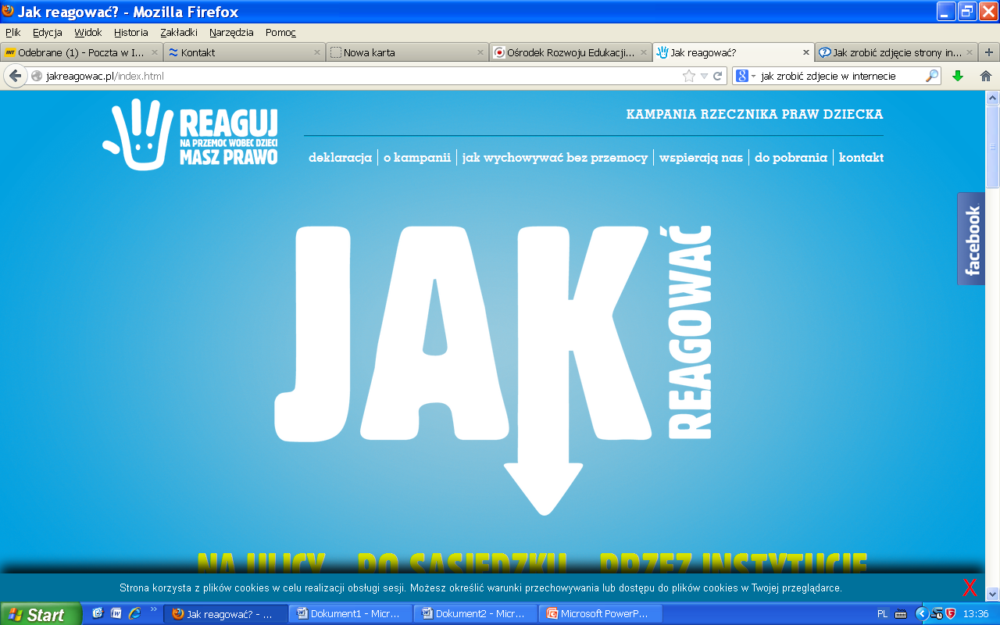 Jak reagować? - Mozilla Firefox
Plik Edycja Widok Historia Zakładki Narzędzia Pomoc
INT Odebrane (1) - Poczta w I... Kontakt Nowa karta Ośrodek Rozwoju Edukacji... Jak reagować? Jak zrobić zdjęcie strony in...
jakreagowac.pl/index.html jak zrobić zdjecie w internecie
REAGUJ
NA PRZEMOC WOBEC DZIECI
MASZ PRAWO
KAMPANIA RZECZNIKA PRAW DZIECKA
deklaracja o kampanii jak wychowywać bez przemocy wspierają nas do pobrania kontakt
facebook
JAK
REAGOWAĆ
NA ULICY PO SĄSIEDZKU PRZEZ INSTYTUCJE
Strona korzysta z plików cookies w celu realizacji obsługi sesji. Możesz określić warunki przechowywania lub dostępu do plików cookies w Twojej przeglądarce. X
Start Jak reagować? - ... Dokument1 - Micr... Dokument2 - Micr... Microsoft PowerP... PL 13:36